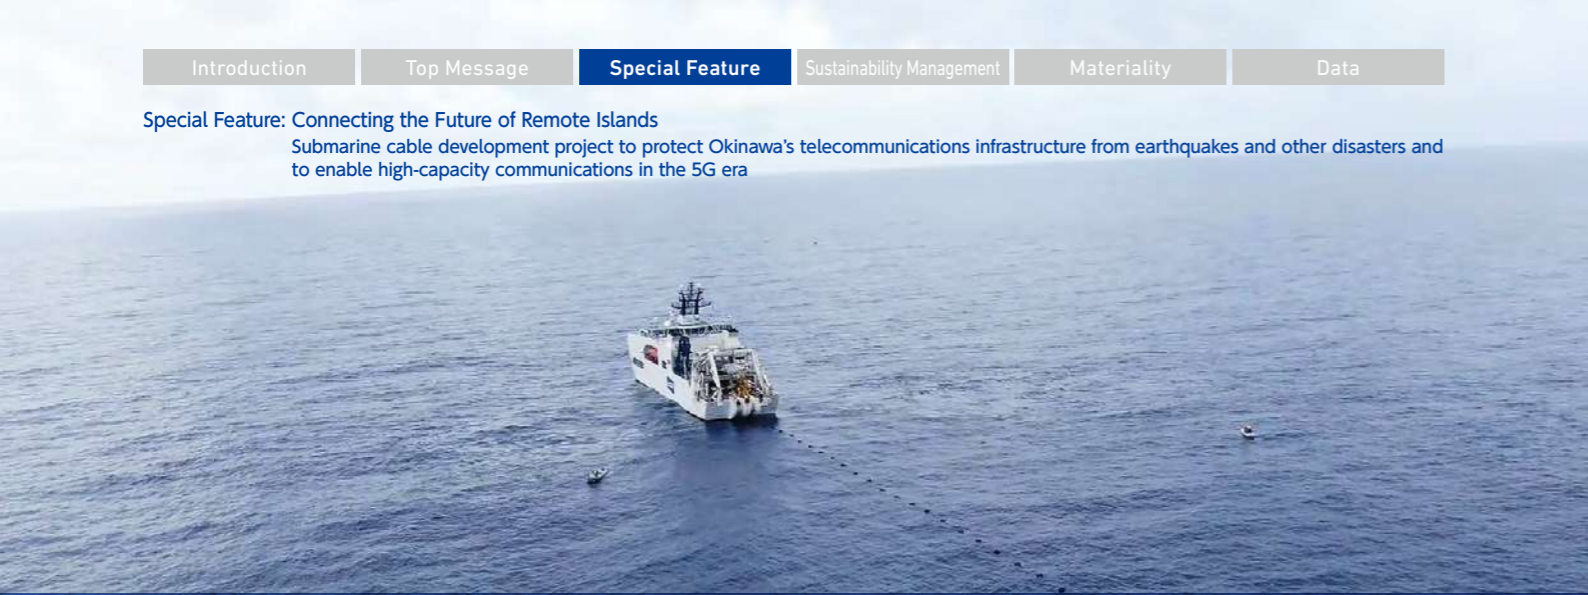 Introduction
Top Message
Special Feature
Sustainability Management
Materiality
Data
Special Feature: Connecting the Future of Remote Islands
Submarine cable development project to protect Okinawa's telecommunications infrastructure from earthquakes and other disasters and
to enable high-capacity communications in the 5G era